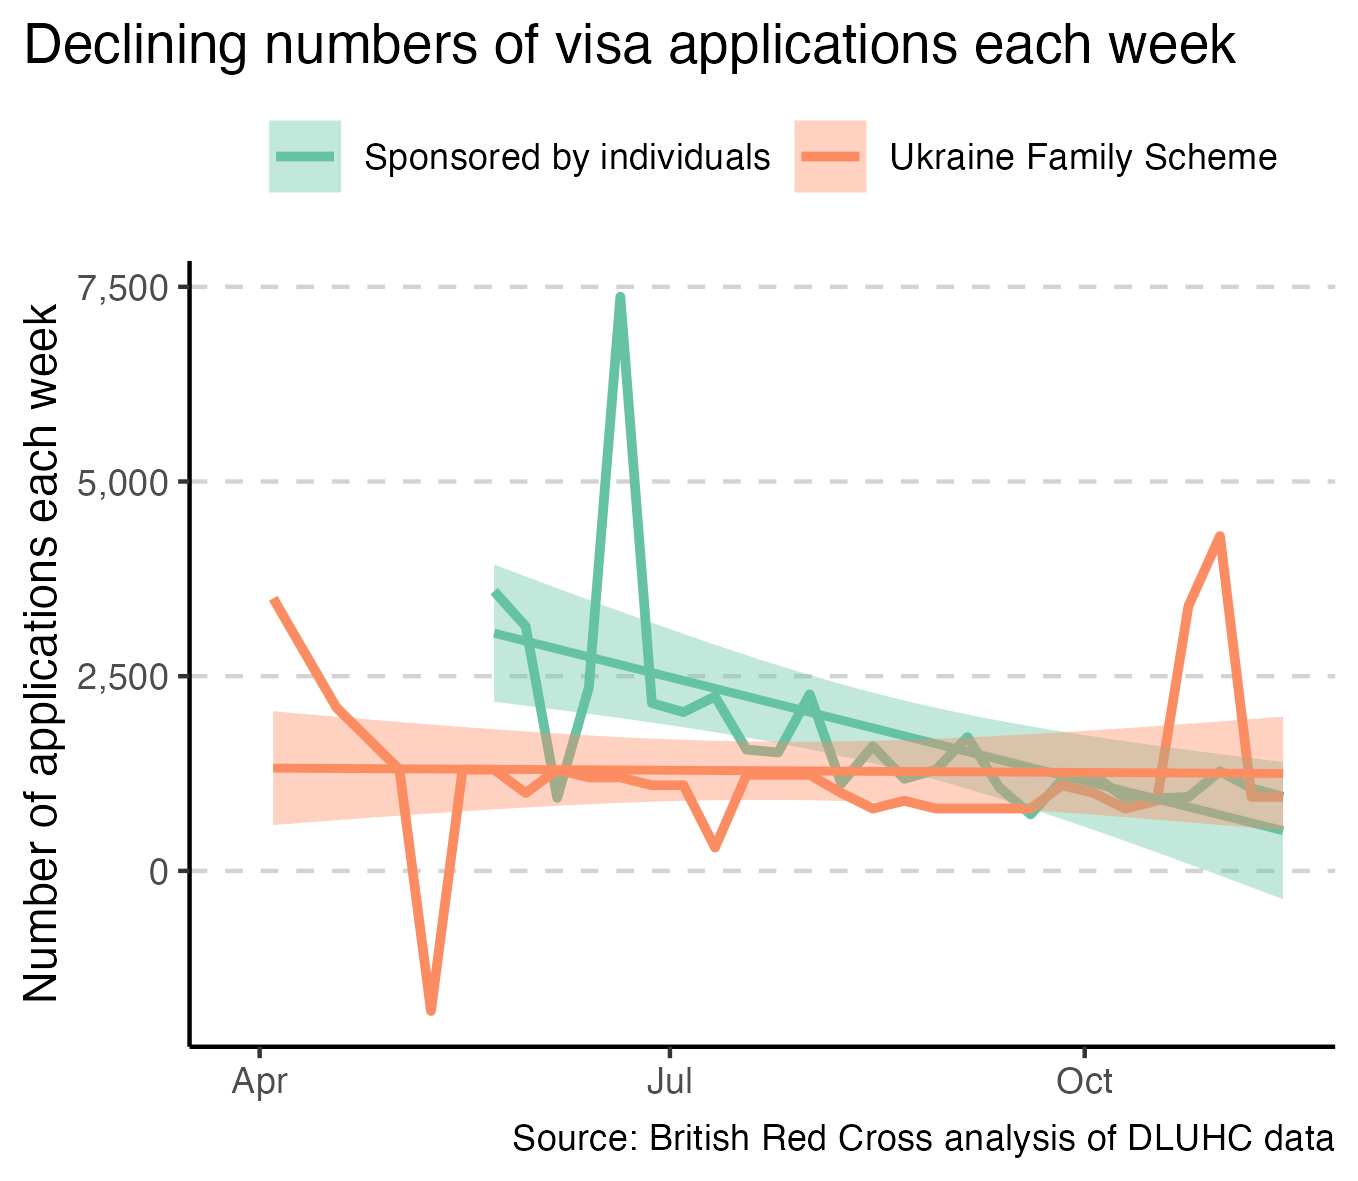 Declining numbers of visa applications each week
Sponsored by individuals
Ukraine Family Scheme
Number of applications each week
7,500
5,000
2,500
0
Apr
Jul
Oct
Source: British Red Cross analysis of DLUHC data